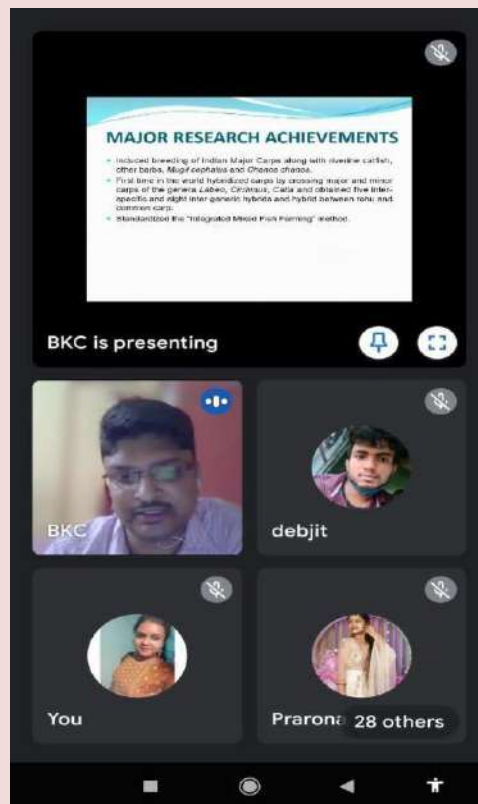 MAJOR RESEARCH ACHIEVEMENTS
Induced breeding of Indian Major Carps along with riverine catfish,
other barbs, Mugil cephalus and Chanos chanos.
First time in the world hybridized carps by crossing major and minor
carps of the genera Labeo, Cirrhinus, Catla and obtained five inter-
specific and eight inter generic hybrids and hybrid between rohu and
common carp.
Standardized the "Integrated Mixed Fish Farming" method.
BKC is presenting
BKC
debjit
You
Prarona
28 others